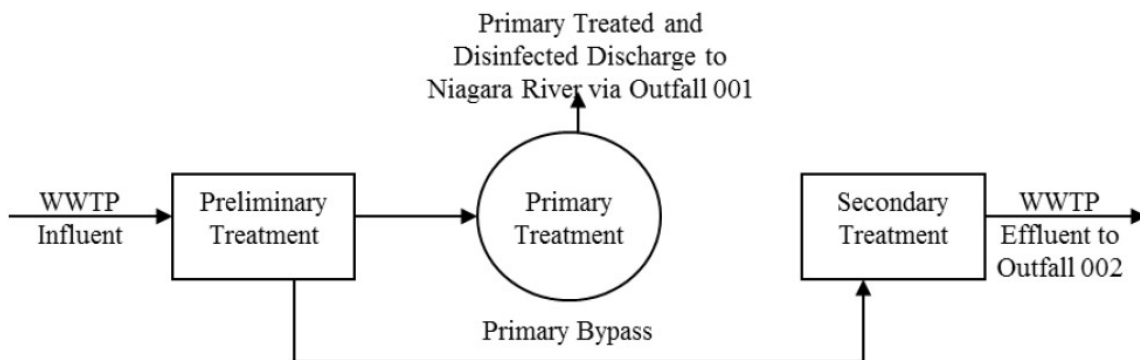 Primary Treated and
Disinfected Discharge to
Niagara River via Outfall 001
WWTP
Influent
Preliminary
Treatment
Primary
Treatment
Secondary
Treatment
WWTP
Effluent to
Outfall 002
Primary Bypass